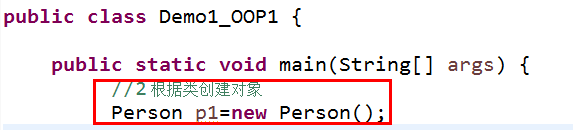 public class Demo1_OOP1 {
public static void main(String[] args) {
//2根据类创建对象
Person p1=new Person();